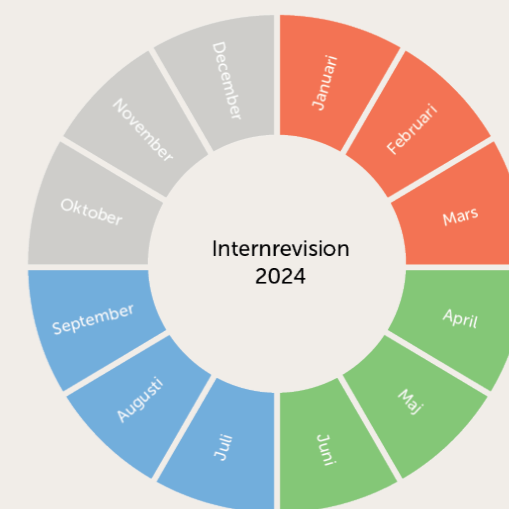 Januari
Februari
Mars
April
Maj
Juni
Juli
Augusti
September
Oktober
November
December
Internrevision
2024